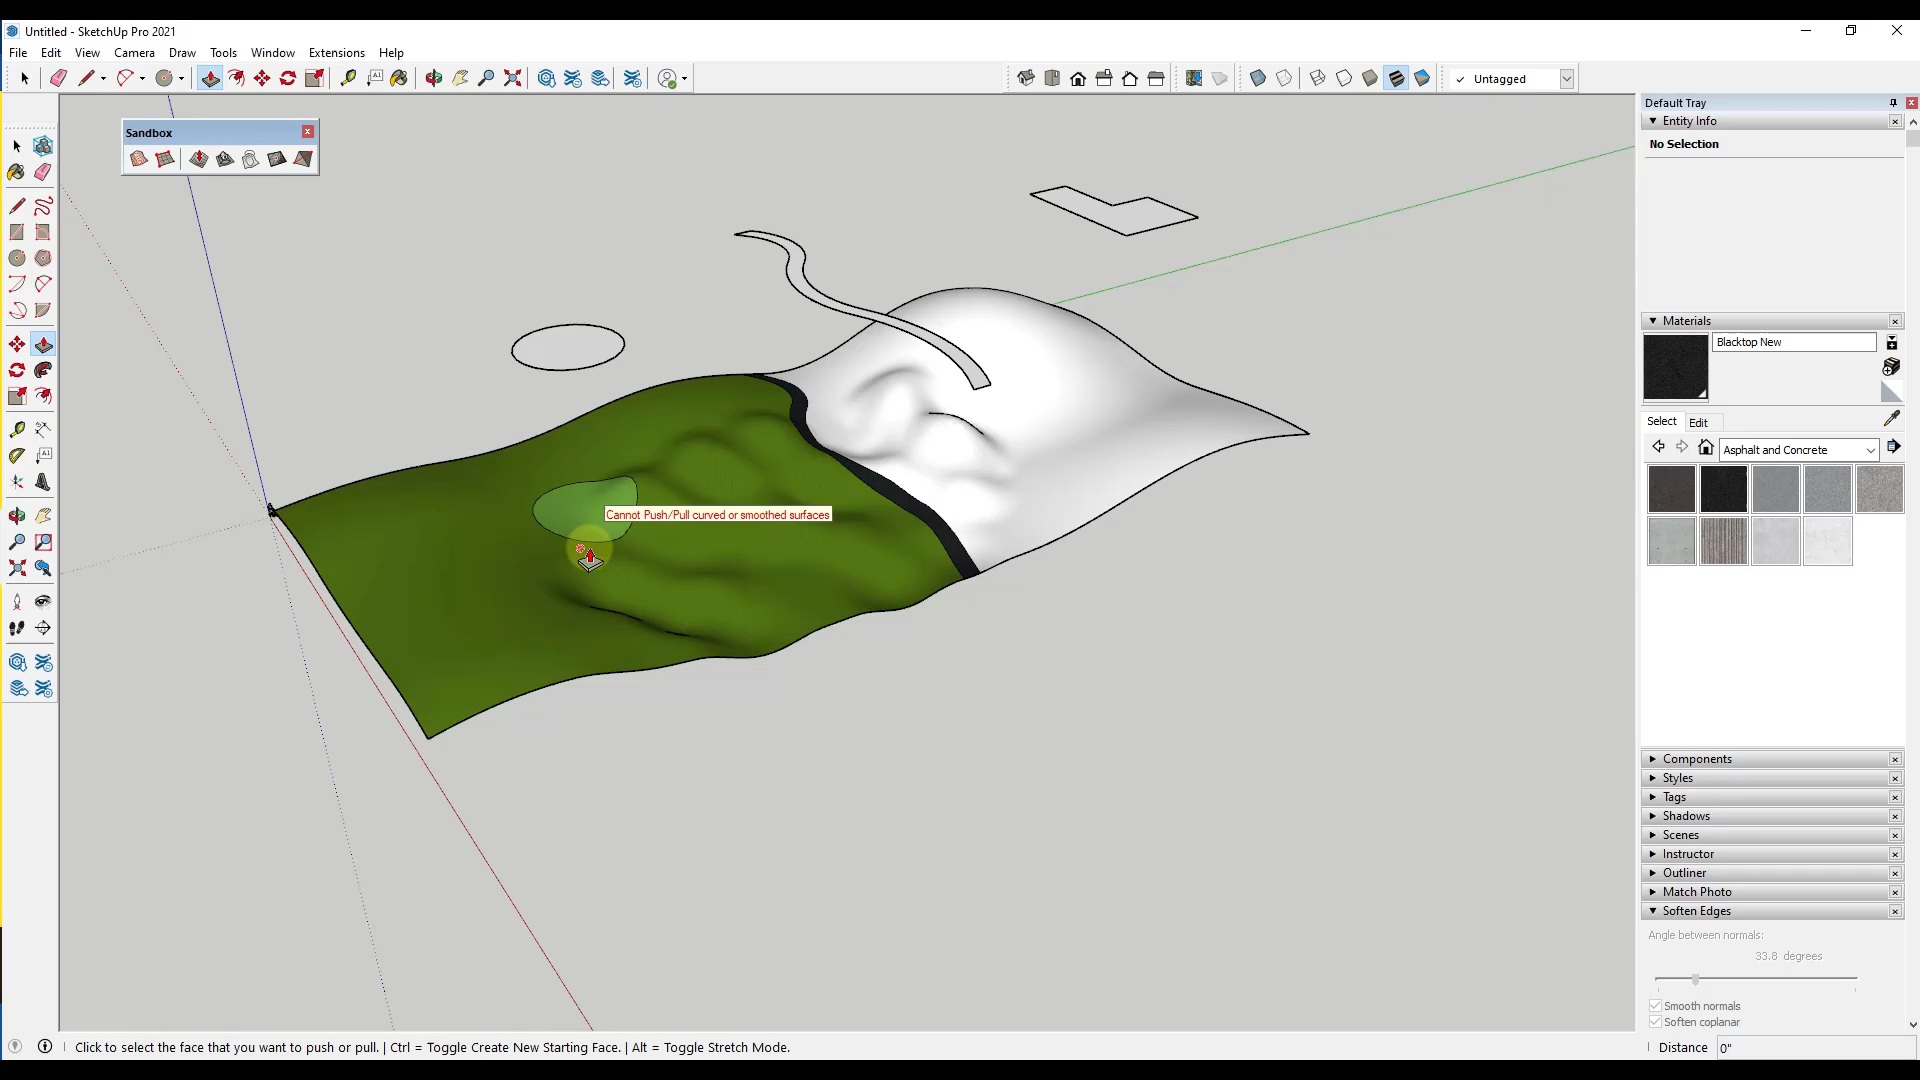 Untitled - SketchUp Pro 2021
File Edit View Camera Draw Tools Window Extensions Help
Untagged
Sandbox
Cannot Push/Pull curved or smoothed surfaces
Default Tray
Entity Info
No Selection
Materials
Blacktop New
Select Edit
Asphalt and Concrete
Components
Styles
Tags
Shadows
Scenes
Instructor
Outliner
Match Photo
Soften Edges
Angle between normals:
33.8 degrees
Smooth normals
Soften coplanar
Click to select the face that you want to push or pull. | Ctrl = Toggle Create New Starting Face. | Alt = Toggle Stretch Mode.
Distance 0"